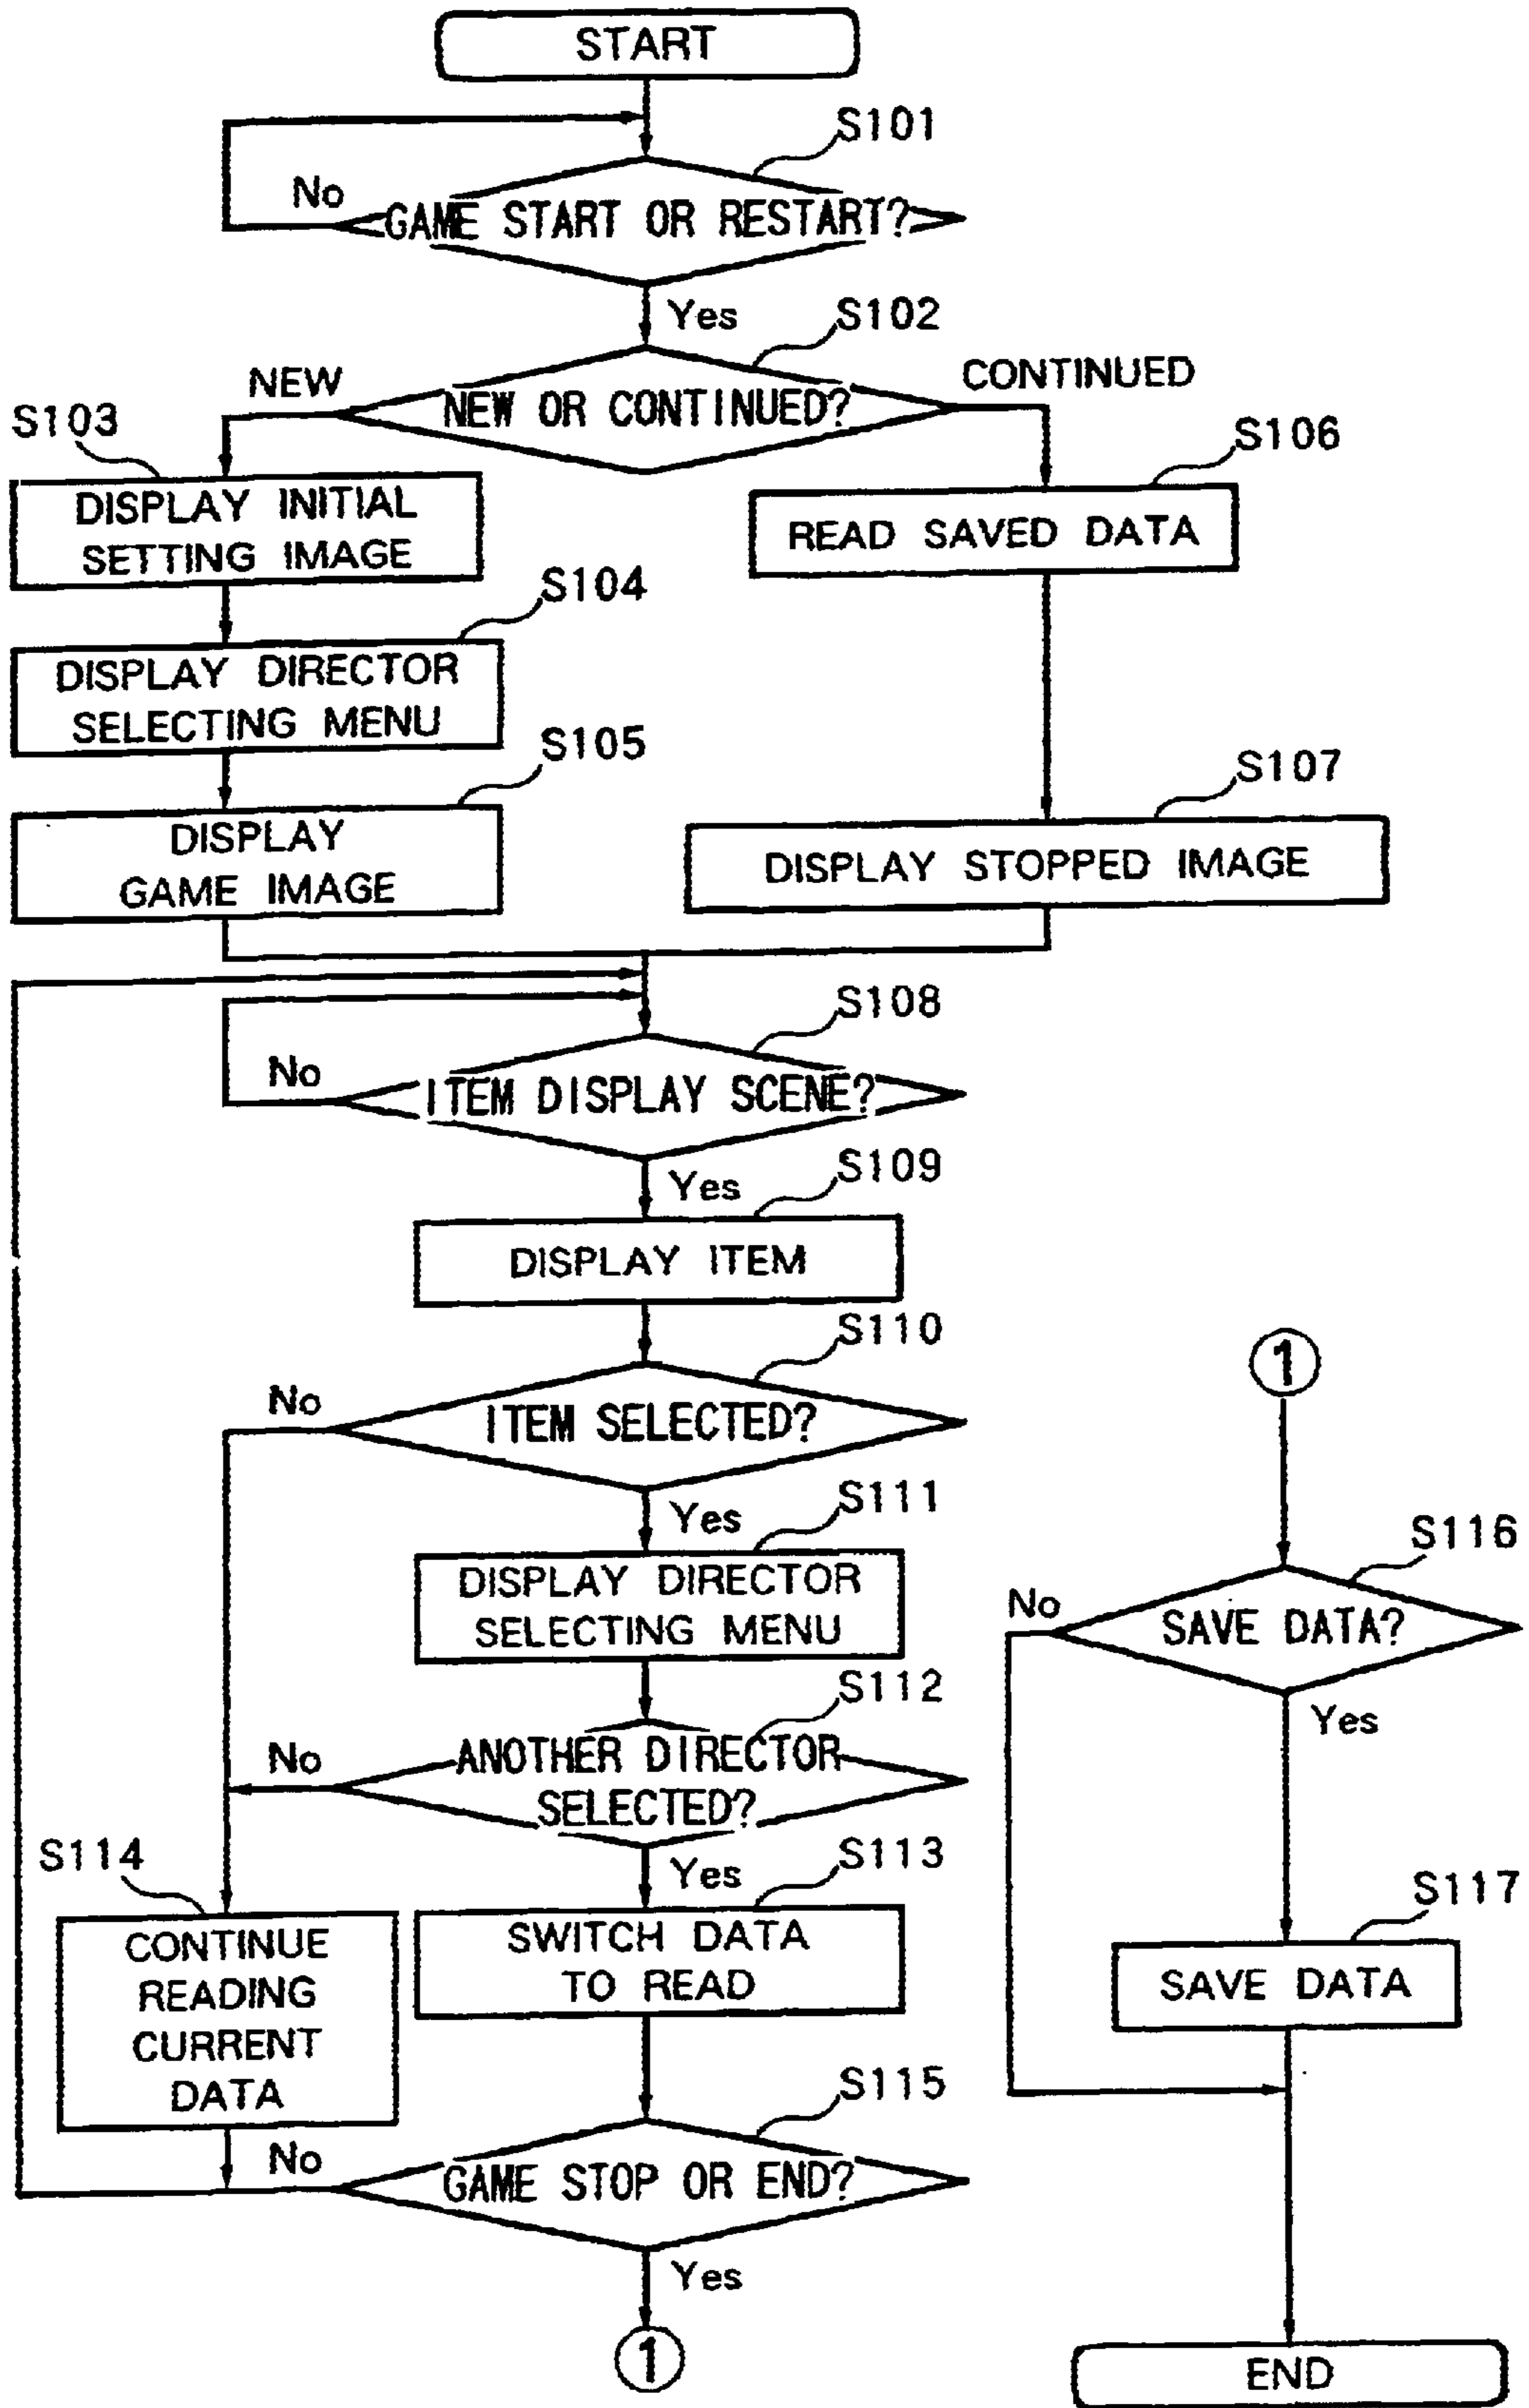 START
S101
No
GAME START OR RESTART?
Yes
S102
NEW
CONTINUED
NEW OR CONTINUED?
S103
S106
DISPLAY INITIAL
SETTING IMAGE
READ SAVED DATA
S104
DISPLAY DIRECTOR
SELECTING MENU
S105
S107
DISPLAY
GAME IMAGE
DISPLAY STOPPED IMAGE
S108
No
ITEM DISPLAY SCENE?
Yes
S109
DISPLAY ITEM
S110
No
ITEM SELECTED?
Yes
S111
DISPLAY DIRECTOR
SELECTING MENU
S112
No
ANOTHER DIRECTOR
SELECTED?
Yes
S113
S114
CONTINUE
READING
CURRENT
DATA
SWITCH DATA
TO READ
S115
No
GAME STOP OR END?
Yes
1
1
S116
No
SAVE DATA?
Yes
S117
SAVE DATA
END